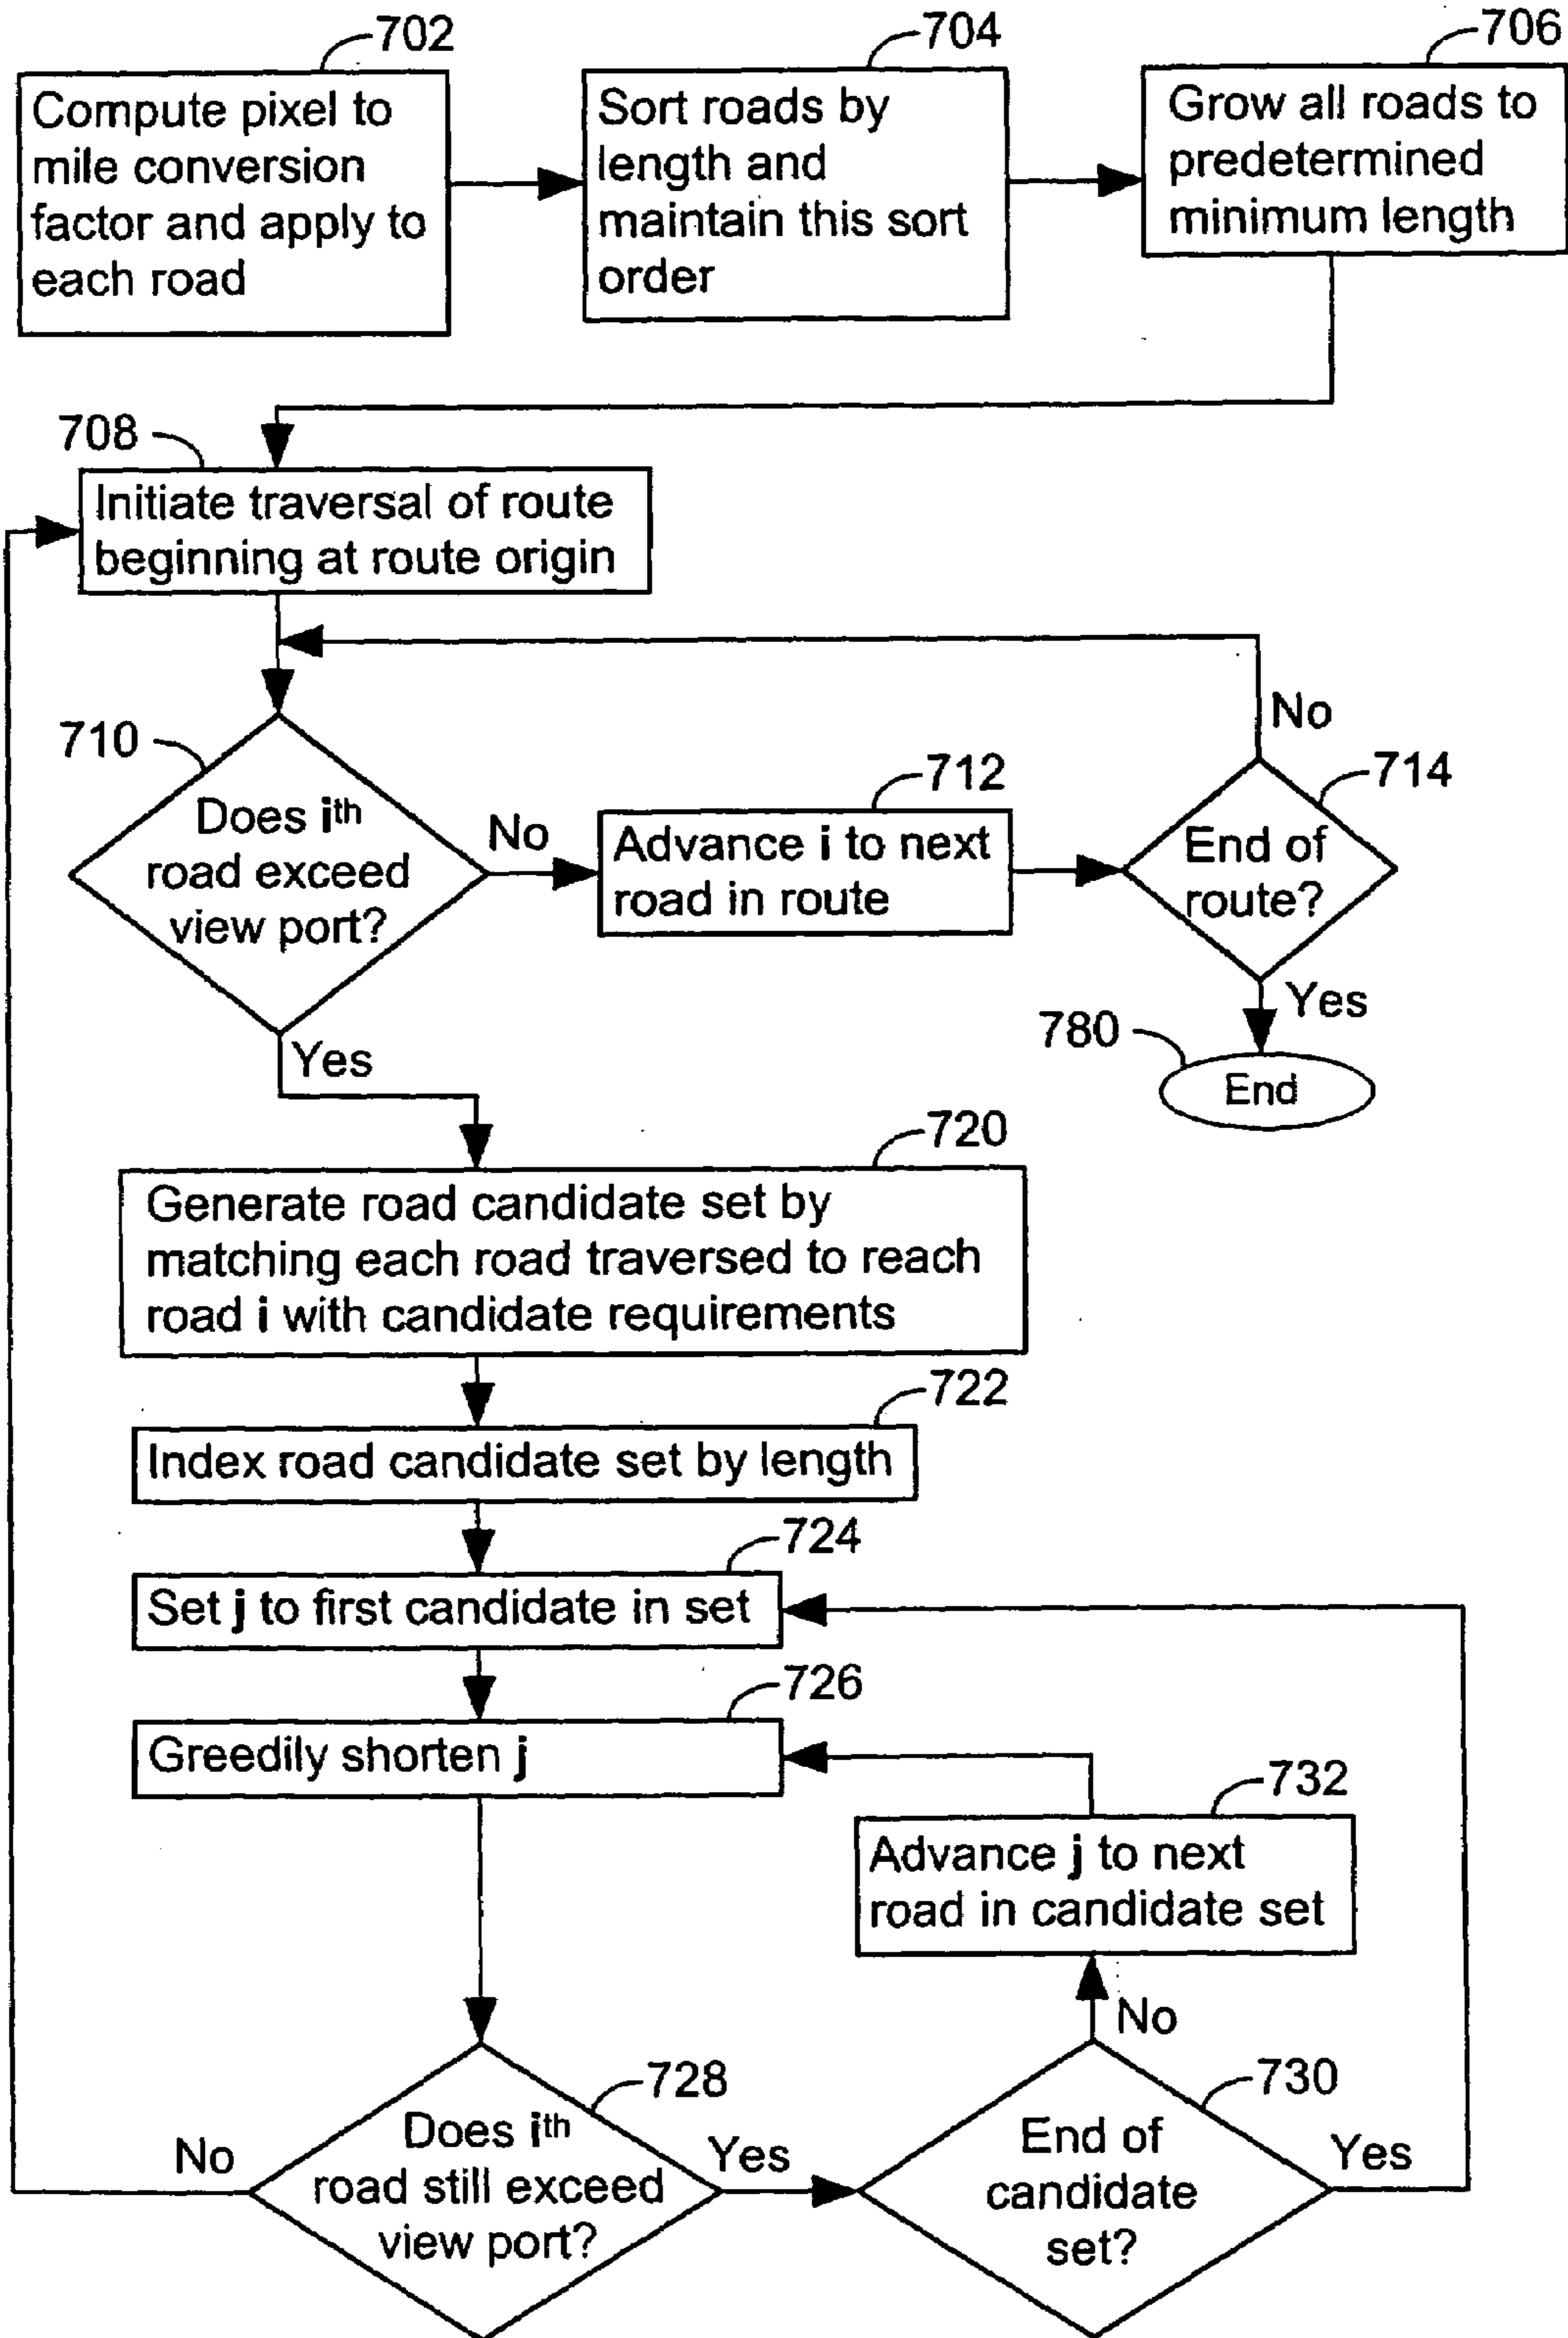 702
Compute pixel to
mile conversion
factor and apply to
each road
704
Sort roads by
length and
maintain this sort
order
706
Grow all roads to
predetermined
minimum length
708
Initiate traversal of route
beginning at route origin
710
Does ith
road exceed
view port?
No
712
Advance i to next
road in route
714
End of
route?
No
Yes
780
End
Yes
720
Generate road candidate set by
matching each road traversed to reach
road i with candidate requirements
722
Index road candidate set by length
724
Set j to first candidate in set
726
Greedily shorten j
732
Advance j to next
road in candidate set
No
728
Does ith
road still exceed
view port?
No
Yes
730
End of
candidate
set?
Yes